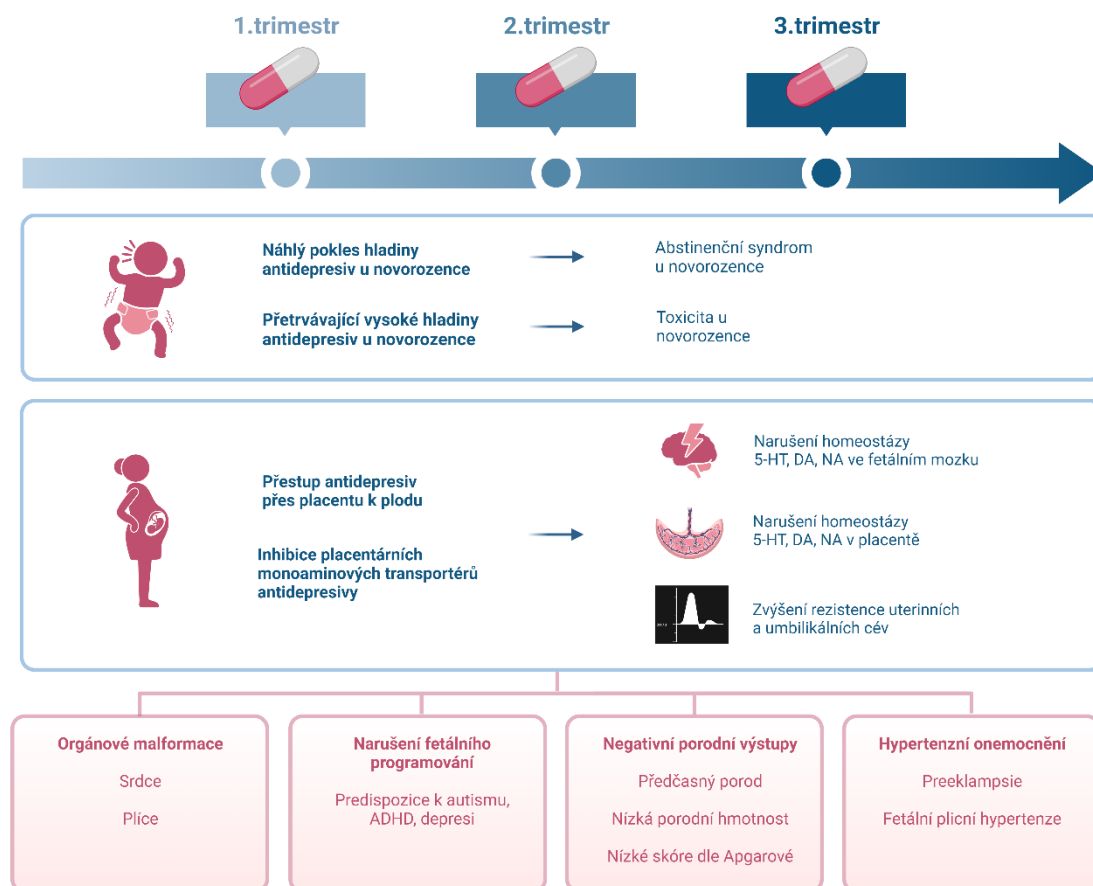 1.trimestr
2.trimestr
3.trimestr
Náhlý pokles hladiny
antidepresiv u novorozence
Abstinenční syndrom
u novorozence
Přetrvávající vysoké hladiny
antidepresiv u novorozence
Toxicita u
novorozence
Přestup antidepresiv
přes placentu k plodu
Inhibice placentárních
monoaminových transportérů
antidepresivy
Narušení homeostázy
5-HT, DA, NA ve fetálním mozku
Narušení homeostázy
5-HT, DA, NA v placentě
Zvýšení rezistence uterinních
a umbilikálních cév
Orgánové malformace
Srdce
Plíce
Narušení fetálního
programování
Predispozice k autismu,
ADHD, depresi
Negativní porodní výstupy
Předčasný porod
Nízká porodní hmotnost
Nízké skóre dle Apgarové
Hypertenzní onemocnění
Preeklampsie
Fetální plicní hypertenze